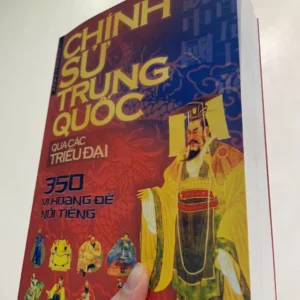 CHÍNH
SỬ
TRUNG
QUỐC
QUA CÁC
TRIỀU ĐẠI
350
VỊ HOÀNG ĐẾ
NỔI TIẾNG